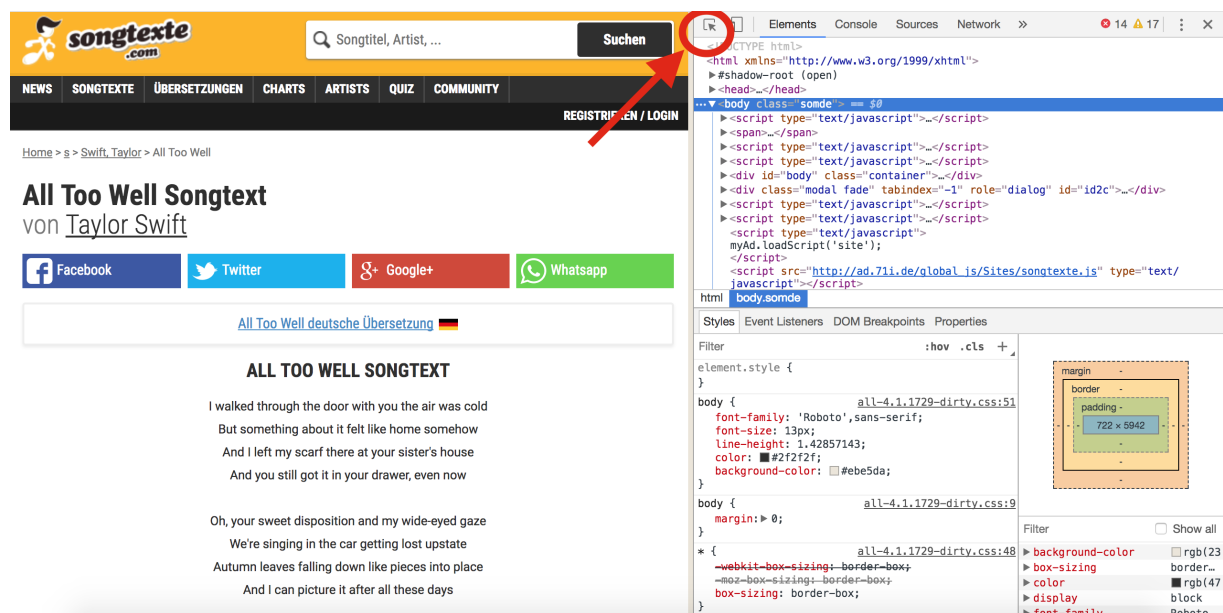 songtexte
.com
Songtitel, Artist, ...
Suchen
NEWS SONGTEXTE ÜBERSETZUNGEN CHARTS ARTISTS QUIZ COMMUNITY
REGISTRIEREN / LOGIN
Home > s > Swift, Taylor > All Too Well
All Too Well Songtext
von Taylor Swift
Facebook Twitter Google+ Whatsapp
All Too Well deutsche Übersetzung
ALL TOO WELL SONGTEXT
I walked through the door with you the air was cold
But something about it felt like home somehow
And I left my scarf there at your sister's house
And you still got it in your drawer, even now
Oh, your sweet disposition and my wide-eyed gaze
We're singing in the car getting lost upstate
Autumn leaves falling down like pieces into place
And I can picture it after all these days
Elements Console Sources Network » 14 17
<!DOCTYPE html>
<html xmlns="http://www.w3.org/1999/xhtml">
▶#shadow-root (open)
▶<head>…</head>
…▼<body class="somde"> == $0
▶<script type="text/javascript">…</script>
▶<span>…</span>
▶<script type="text/javascript">…</script>
▶<script type="text/javascript">…</script>
▶<div id="body" class="container">…</div>
▶<div class="modal fade" tabindex="-1" role="dialog" id="id2c">…</div>
▶<script type="text/javascript">…</script>
▶<script type="text/javascript">…</script>
<script type="text/javascript">
myAd.loadScript('site');
</script>
<script src="http://ad.71i.de/global_js/Sites/songtexte.js" type="text/
javascript"></script>
html body.somde
Styles Event Listeners DOM Breakpoints Properties
Filter :hov .cls +
element.style {
}
body { all-4.1.1729-dirty.css:51
font-family: 'Roboto',sans-serif;
font-size: 13px;
line-height: 1.42857143;
color: #2f2f2f;
background-color: #ebe5da;
}
body { all-4.1.1729-dirty.css:9
margin:▶ 0;
}
* { all-4.1.1729-dirty.css:48
-webkit-box-sizing: border-box;
-moz-box-sizing: border-box;
box-sizing: border-box;
}
margin -
border -
padding -
722 × 5942
Filter Show all
▶ background-color rgb(23
▶ box-sizing border…
▶ color rgb(47
▶ display block